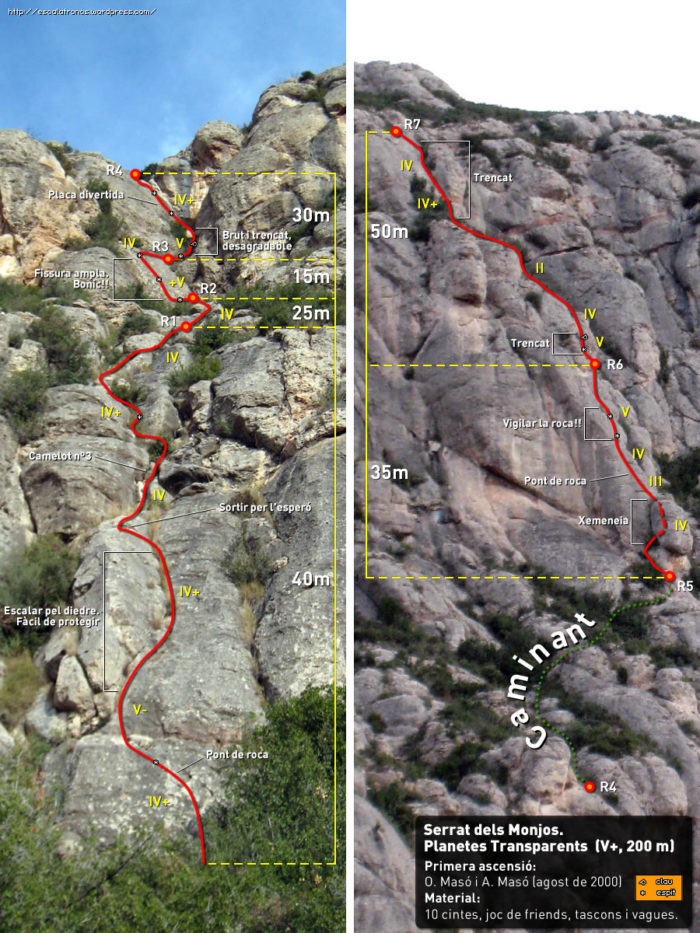 http://escalatroncs.wordpress.com/
R4
Placa divertida
IV+
30m
Brut i trencat,
desagradable
V
IV
R3
Fissura ampla.
Bonic!!
+V
15m
R2
25m
IV
R1
IV
IV+
Camelot nº3
IV
Sortir per l'esperó
40m
IV+
Escalar pel diedre.
Fàcil de protegir
V-
Pont de roca
IV+
R7
IV
Trencat
IV+
50m
II
IV
Trencat
V
R6
V
Vigilar la roca!!
IV
35m
Pont de roca
III
Xemeneia
IV
R5
Caminant
R4
Serrat dels Monjos.
Planetes Transparents (V+, 200 m)
Primera ascensió:
O. Masó i A. Masó (agost de 2000)
clau
espit
Material:
10 cintes, joc de friends, tascons i vagues.